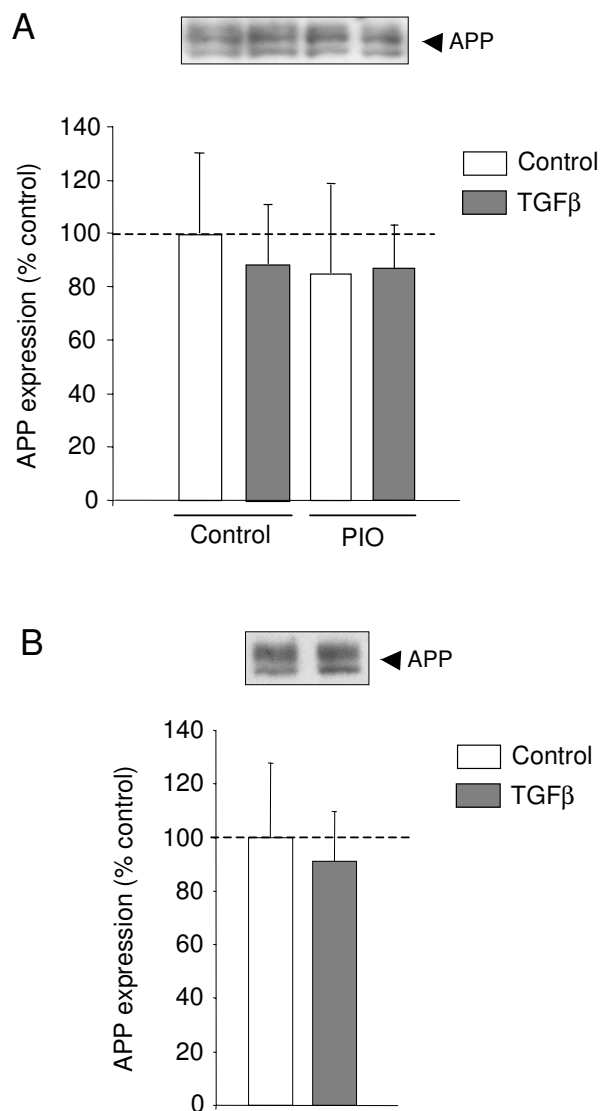 A
◄ APP
APP expression (% control)
140
120
100
80
60
40
20
0
Control
TGFβ
Control
PIO
B
◄ APP
APP expression (% control)
140
120
100
80
60
40
20
0
Control
TGFβ